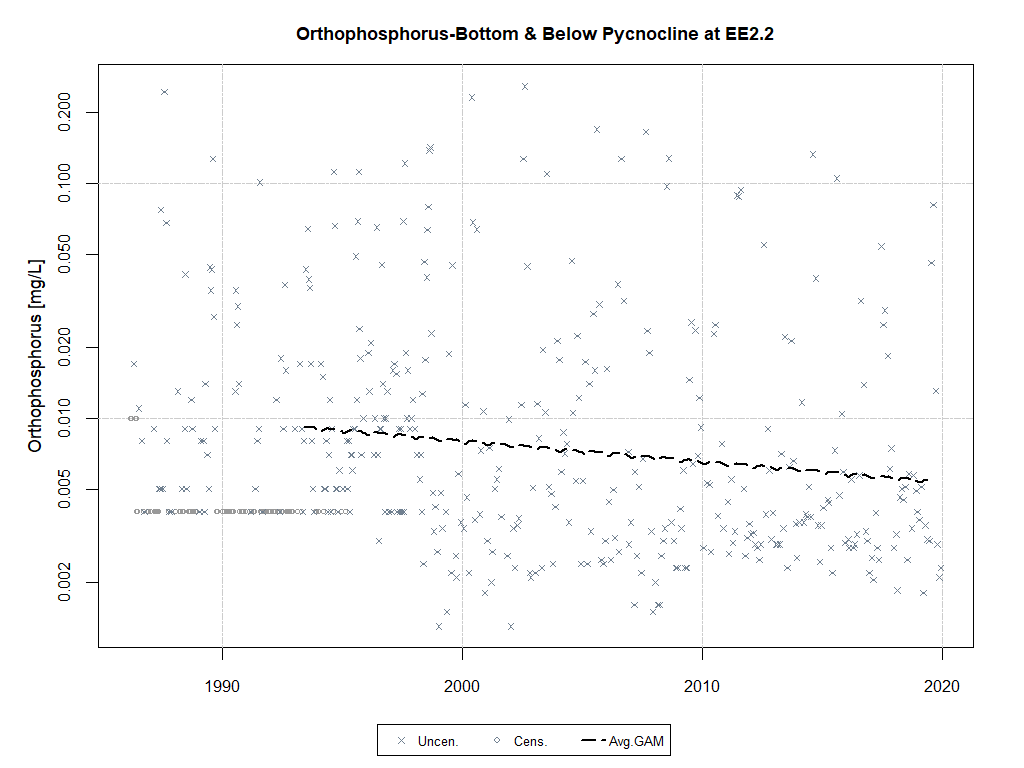 Orthophosphorus-Bottom & Below Pycnocline at EE2.2
Orthophosphorus [mg/L]
0.200
0.100
0.050
0.020
0.010
0.005
0.002
1990
2000
2010
2020
Uncen.
Cens.
Avg.GAM